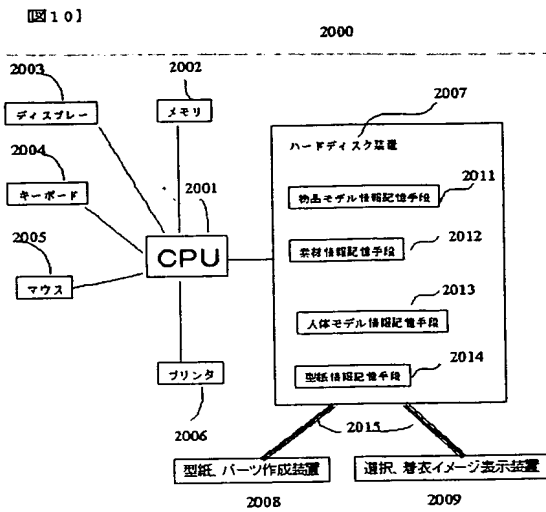 【図10】
2000
2003
ディスプレー
2002
メモリ
2007
ハードディスク装置
2004
キーボード
2001
CPU
2011
物品モデル情報記憶手段
2005
マウス
2012
素材情報記憶手段
2013
人体モデル情報記憶手段
2014
型紙情報記憶手段
プリンタ
2006
2015
型紙、パーツ作成装置
2008
選択、着衣イメージ表示装置
2009